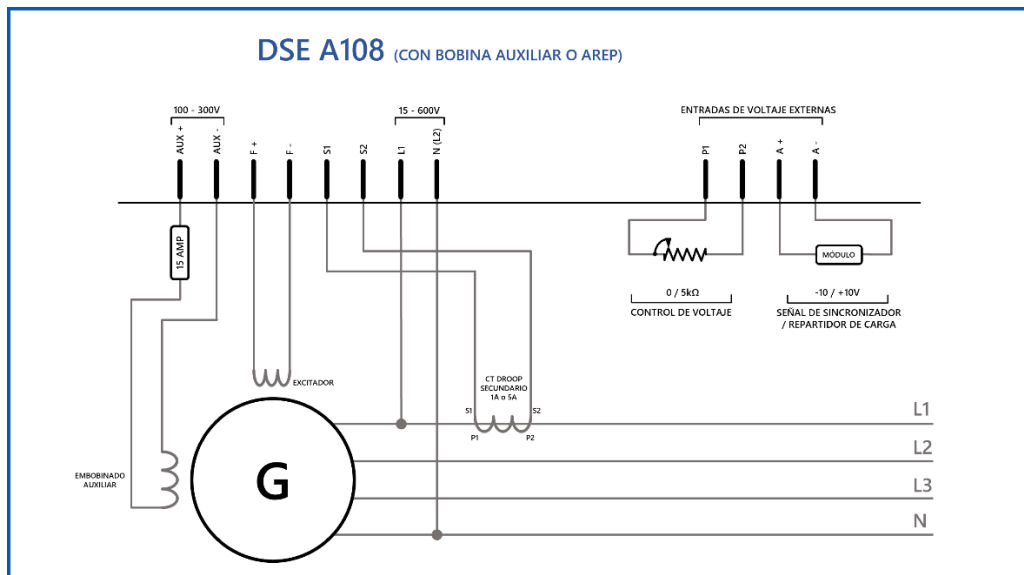 DSE A108 (CON BOBINA AUXILIAR O AREP)
100 - 300V
15 - 600V
ENTRADAS DE VOLTAJE EXTERNAS
AUX +
AUX -
F +
F -
S1
S2
L1
N (L2)
P1
P2
A +
A -
15 AMP
MÓDULO
0 / 5kΩ
CONTROL DE VOLTAJE
-10 / +10V
SEÑAL DE SINCRONIZADOR
/ REPARTIDOR DE CARGA
EXCITADOR
CT DROOP
SECUNDARIO
1A o 5A
S1
S2
P1
P2
L1
L2
L3
N
EMBOBINADO
AUXILIAR
G